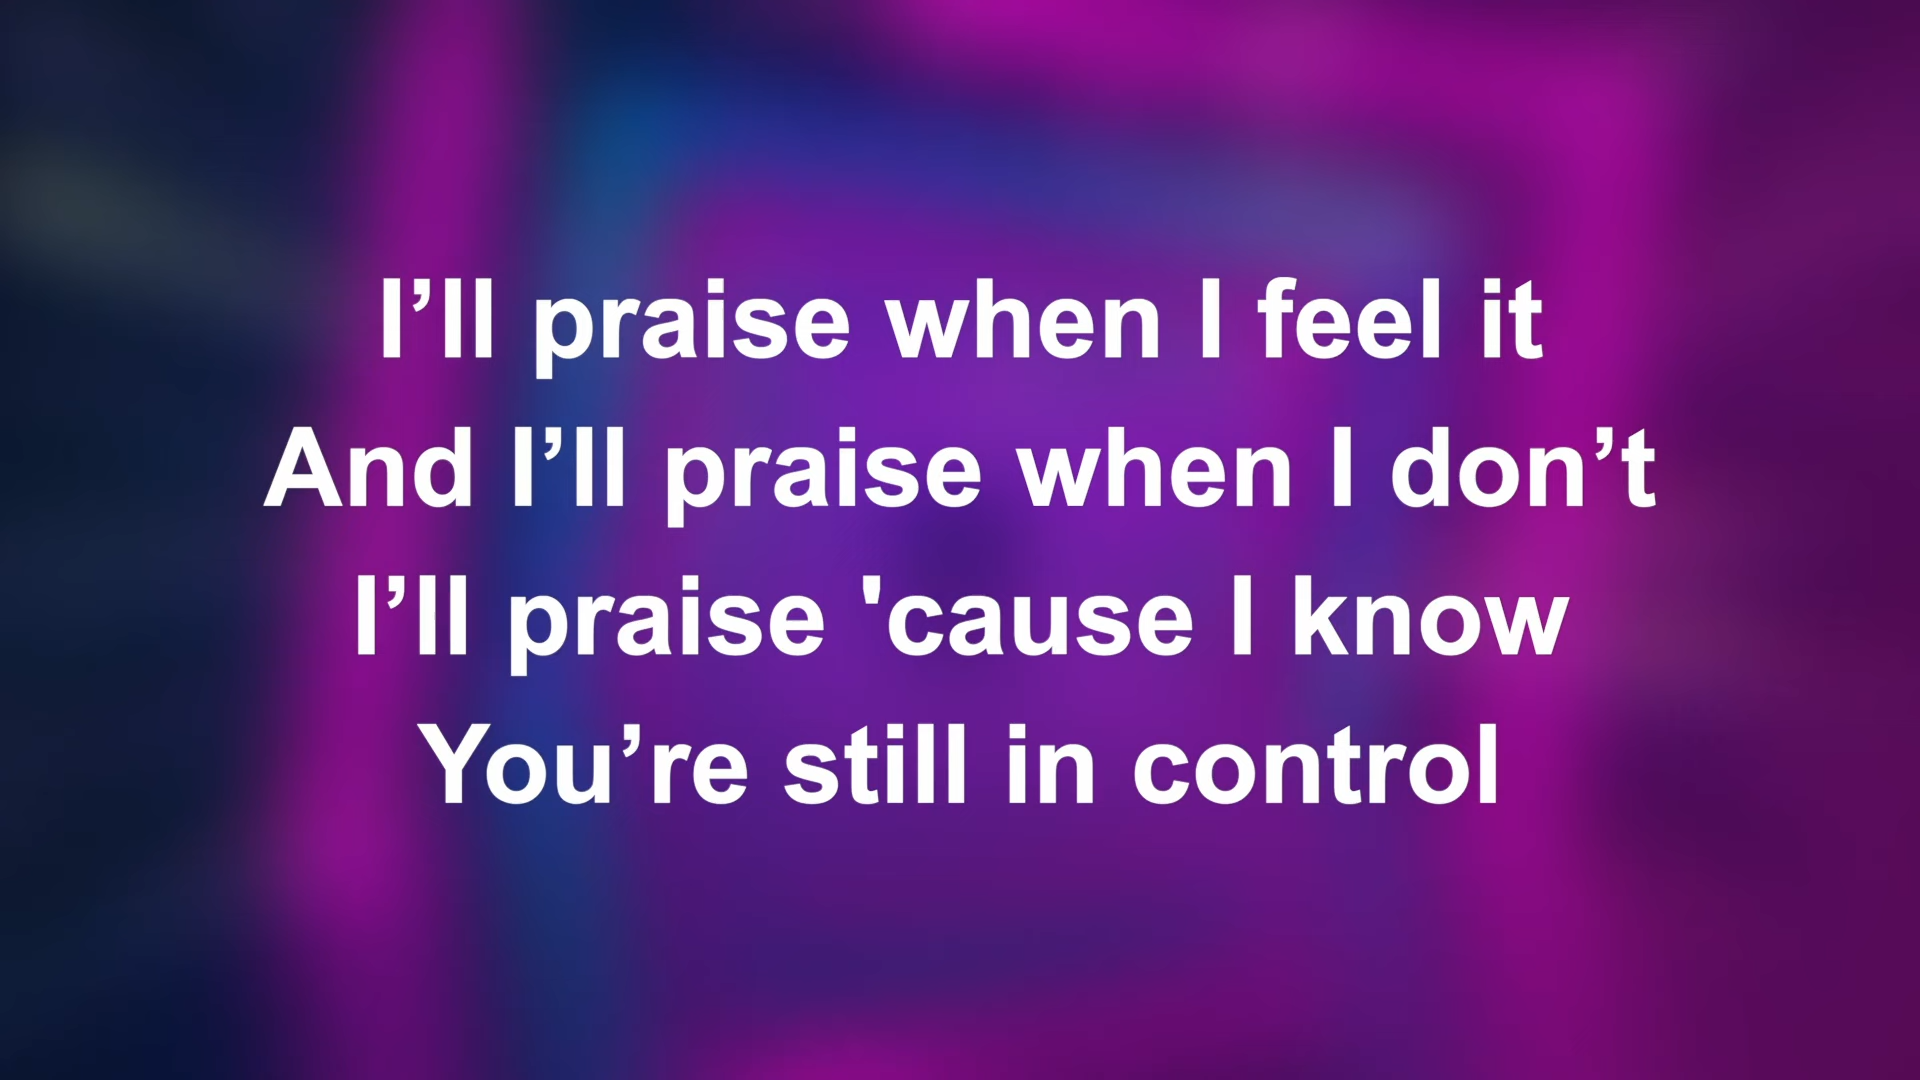 I’ll praise when I feel it
And I’ll praise when I don’t
I’ll praise 'cause I know
You’re still in control